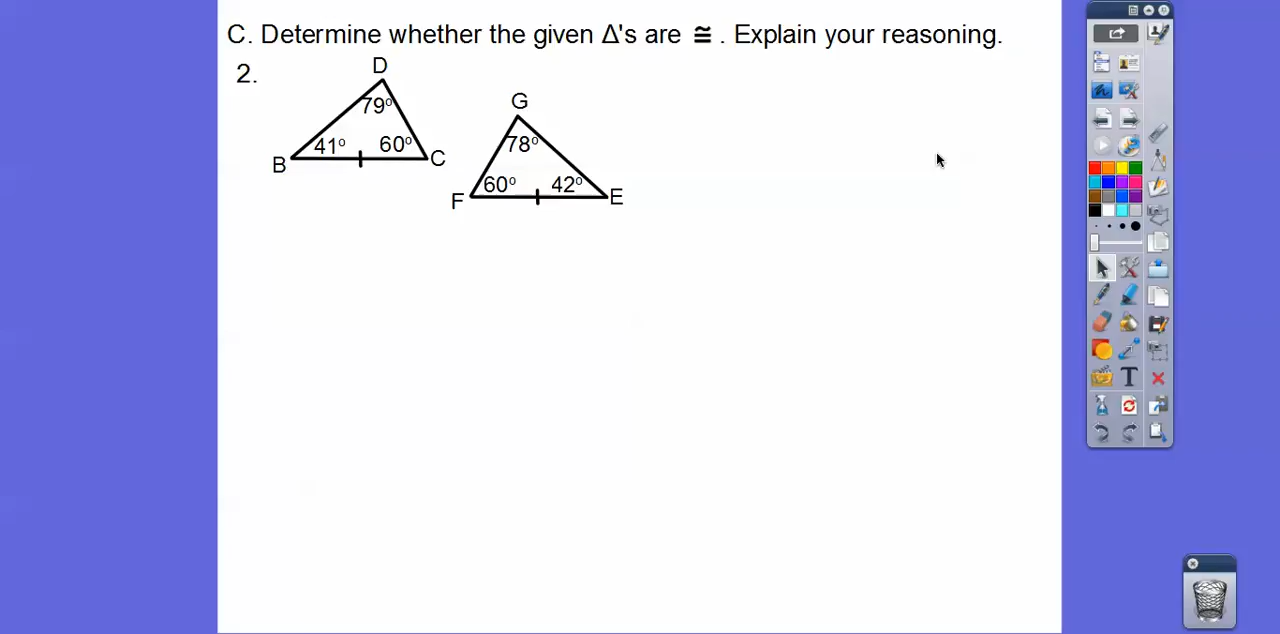 C. Determine whether the given Δ's are ≅ . Explain your reasoning.
2.
D
79°
41° 60°
B C
G
78°
60° 42°
F E
T